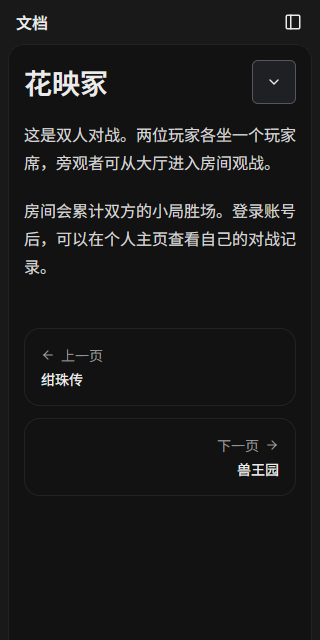 文档
花映冢
这是双人对战。两位玩家各坐一个玩家
席，旁观者可从大厅进入房间观战。
房间会累计双方的小局胜场。登录账号
后，可以在个人主页查看自己的对战记
录。
上一页
绀珠传
下一页
兽王园